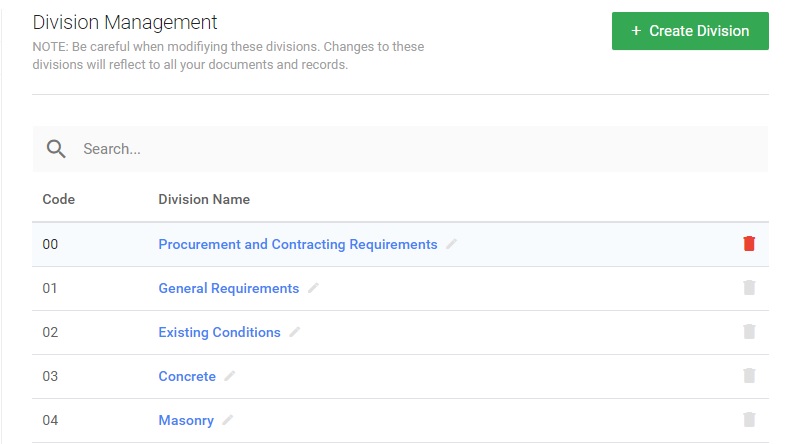 Division Management
NOTE: Be careful when modifiying these divisions. Changes to these
divisions will reflect to all your documents and records.
+ Create Division
Search...
Code Division Name
00 Procurement and Contracting Requirements
01 General Requirements
02 Existing Conditions
03 Concrete
04 Masonry